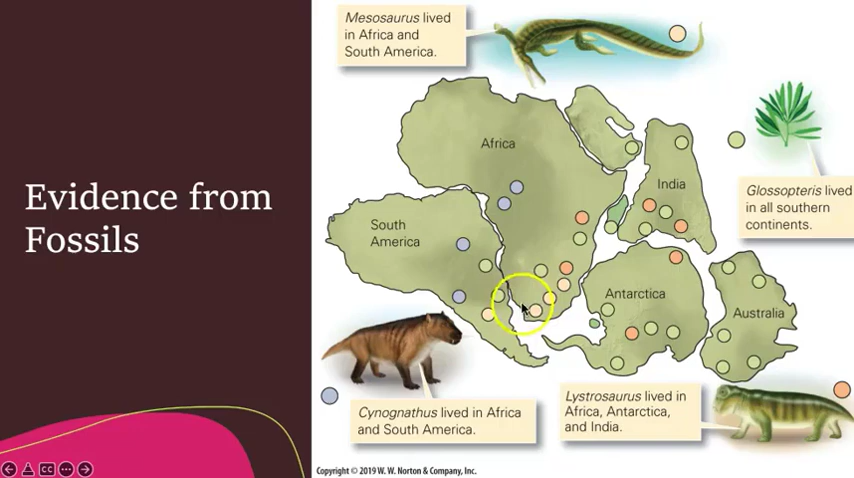 Evidence from
Fossils
Mesosaurus lived
in Africa and
South America.
Africa
India
Glossopteris lived
in all southern
continents.
South
America
Antarctica
Australia
Cynognathus lived in Africa
and South America.
Lystrosaurus lived in
Africa, Antarctica,
and India.
CC
Copyright © 2019 W. W. Norton & Company, Inc.